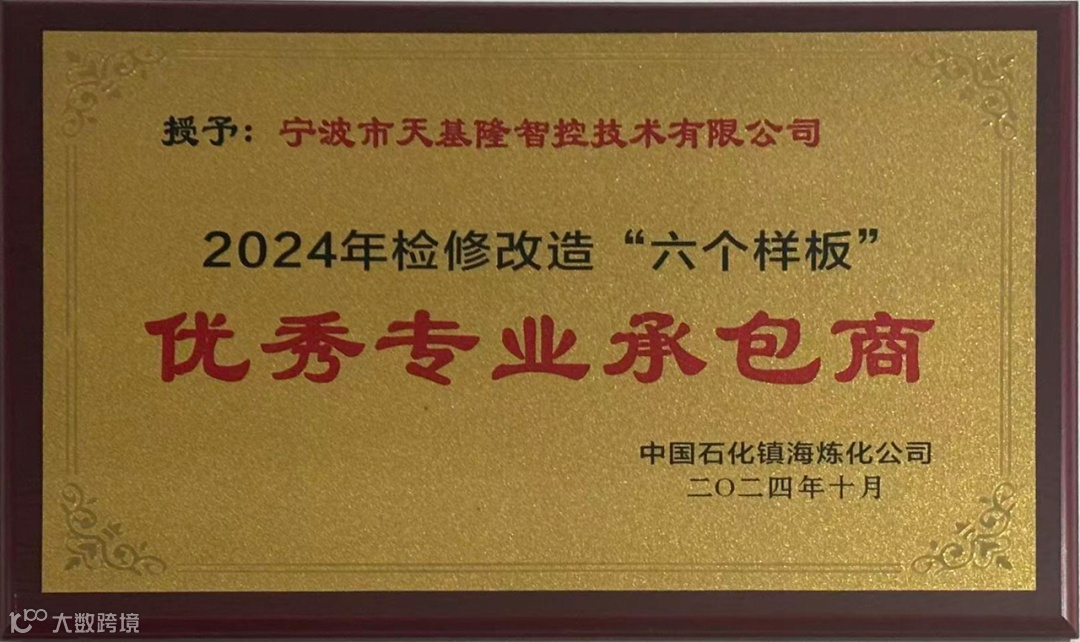 授予：宁波市天基隆智控技术有限公司
2024年检修改造“六个样板”
优秀专业承包商
中国石化镇海炼化公司
二〇二四年十月
大数跨境